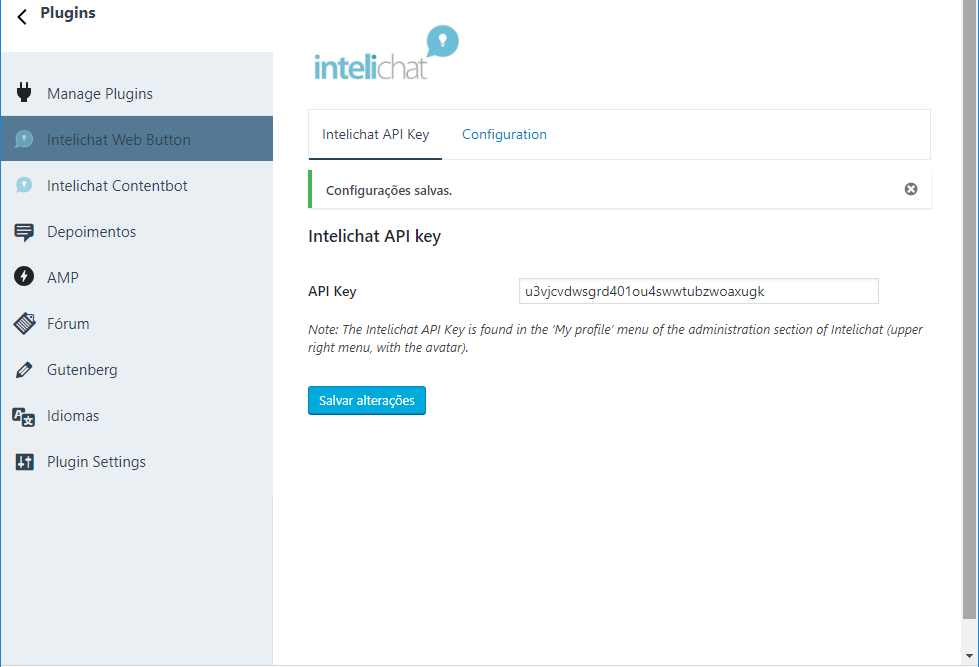 Plugins
Manage Plugins
Intelichat Web Button
Intelichat Contentbot
Depoimentos
AMP
Fórum
Gutenberg
Idiomas
Plugin Settings
intelichat
Intelichat API Key
Configuration
Configurações salvas.
Intelichat API key
API Key
u3vjcvdwsgrd401ou4swwtubzwoaxugk
Note: The Intelichat API Key is found in the ‘My profile’ menu of the administration section of Intelichat (upper
right menu, with the avatar).
Salvar alterações